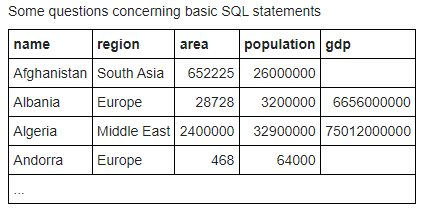 Some questions concerning basic SQL statements
name region area population gdp
Afghanistan South Asia 652225 26000000
Albania Europe 28728 3200000 6656000000
Algeria Middle East 2400000 32900000 75012000000
Andorra Europe 468 64000
...